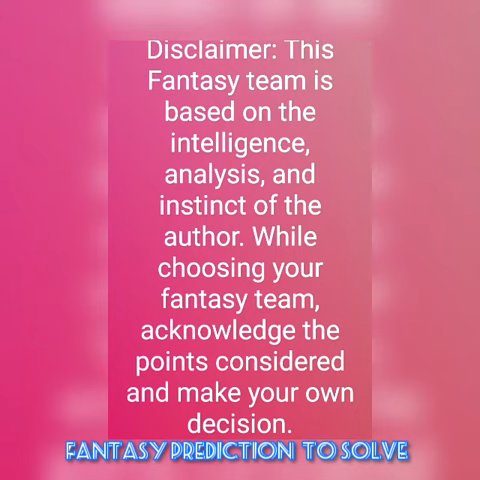 Disclaimer: This
Fantasy team is
based on the
intelligence,
analysis, and
instinct of the
author. While
choosing your
fantasy team,
acknowledge the
points considered
and make your own
decision.
FANTASY PREDICTION TO SOLVE